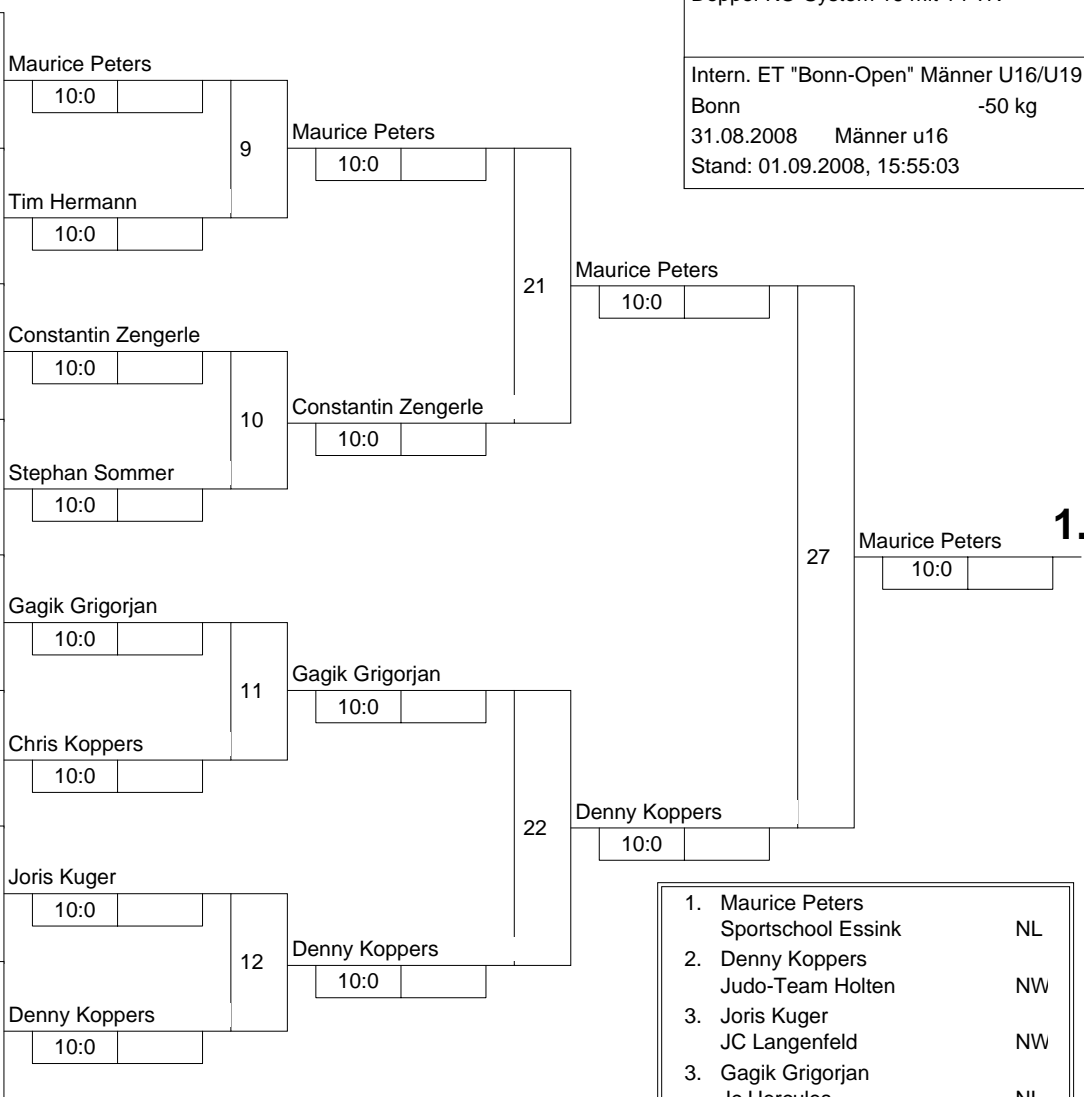 Intern. ET "Bonn-Open" Männer U16/U19
Bonn -50 kg
31.08.2008 Männer u16
Stand: 01.09.2008, 15:55:03
Maurice Peters
10:0
9
Tim Hermann
10:0
Constantin Zengerle
10:0
10
Stephan Sommer
10:0
Gagik Grigorjan
10:0
11
Chris Koppers
10:0
Joris Kuger
10:0
12
Denny Koppers
10:0
Maurice Peters
10:0
21
Constantin Zengerle
10:0
Gagik Grigorjan
10:0
22
Denny Koppers
10:0
Maurice Peters
10:0
27
Denny Koppers
10:0
Maurice Peters 1.
10:0
1. Maurice Peters
Sportschool Essink NL
2. Denny Koppers
Judo-Team Holten NW
3. Joris Kuger
JC Langenfeld NW
3. Gagik Grigorjan